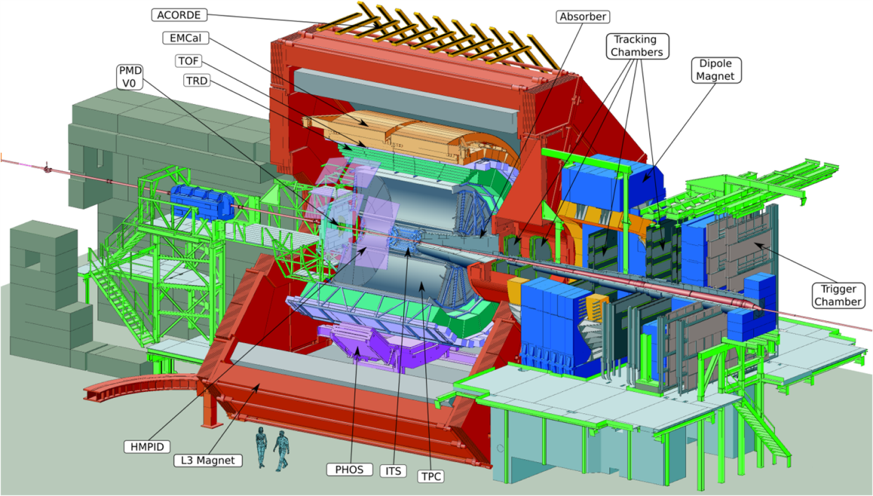 ACORDE
EMCal
TOF
TRD
PMD
V0
Absorber
Tracking
Chambers
Dipole
Magnet
Trigger
Chamber
HMPID
L3 Magnet
PHOS
ITS
TPC